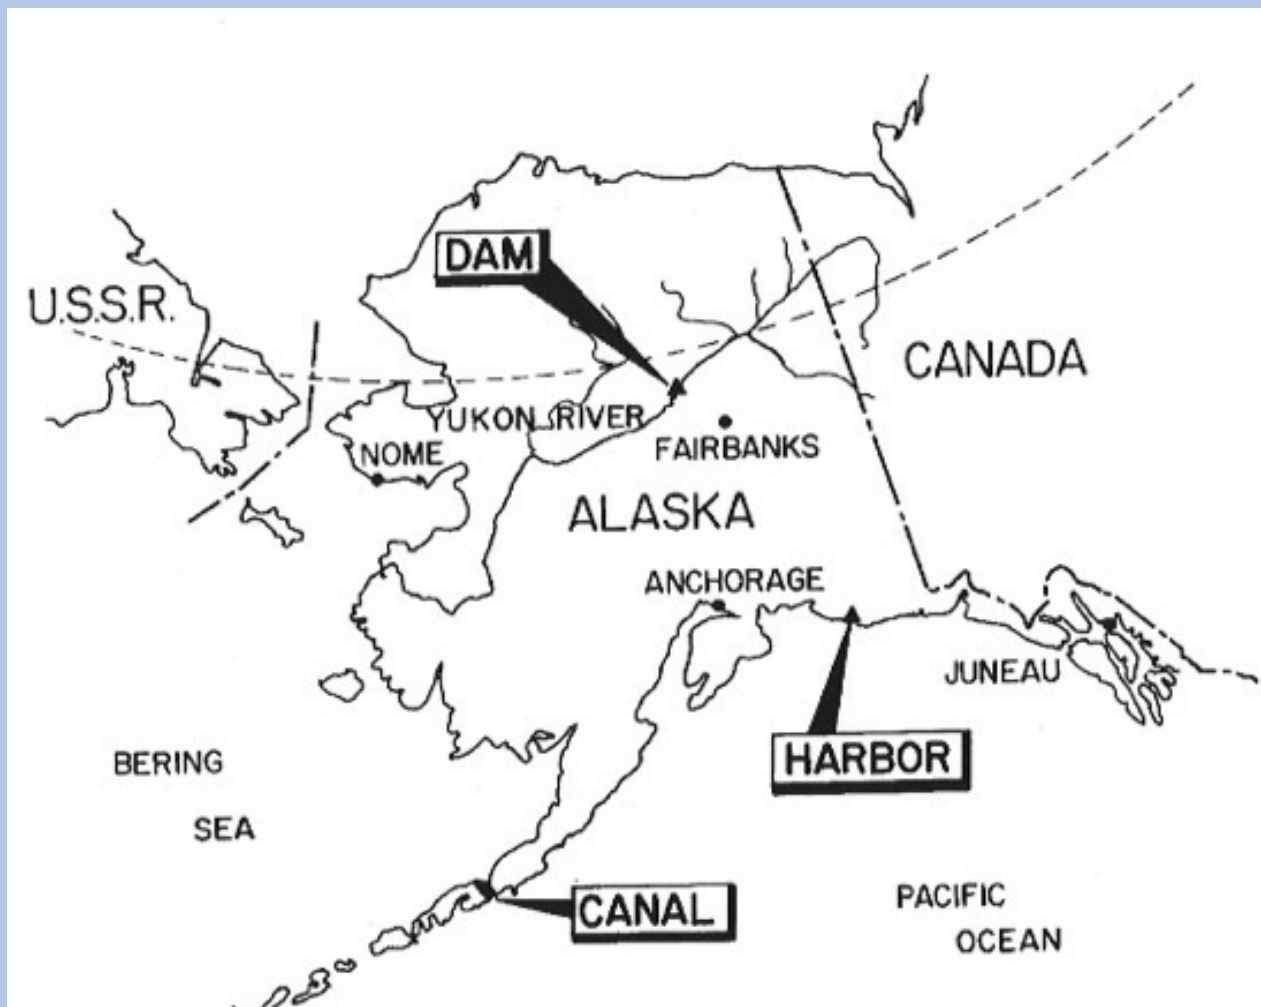 DAM
U.S.S.R.
CANADA
YUKON RIVER
NOME
FAIRBANKS
ALASKA
ANCHORAGE
JUNEAU
BERING
SEA
HARBOR
PACIFIC
OCEAN
CANAL